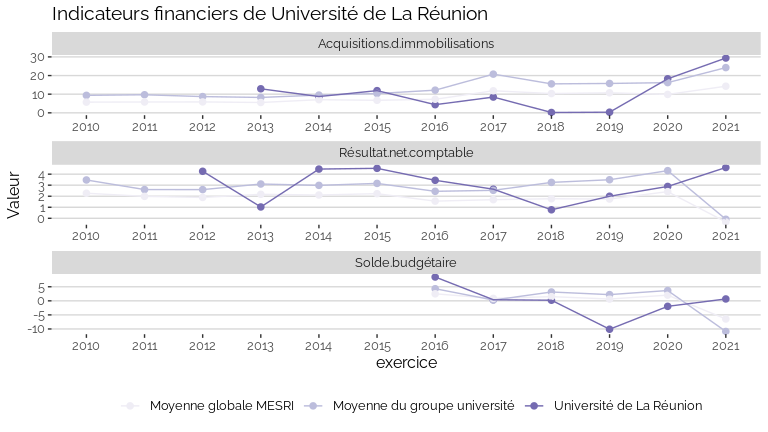 Indicateurs financiers de Université de La Réunion
Acquisitions.d.immobilisations
30
20
10
0
2010 2011 2012 2013 2014 2015 2016 2017 2018 2019 2020 2021
Résultat.net.comptable
4
3
2
1
0
2010 2011 2012 2013 2014 2015 2016 2017 2018 2019 2020 2021
Solde.budgétaire
5
0
-5
-10
2010 2011 2012 2013 2014 2015 2016 2017 2018 2019 2020 2021
Valeur
exercice
Moyenne globale MESRI Moyenne du groupe université Université de La Réunion